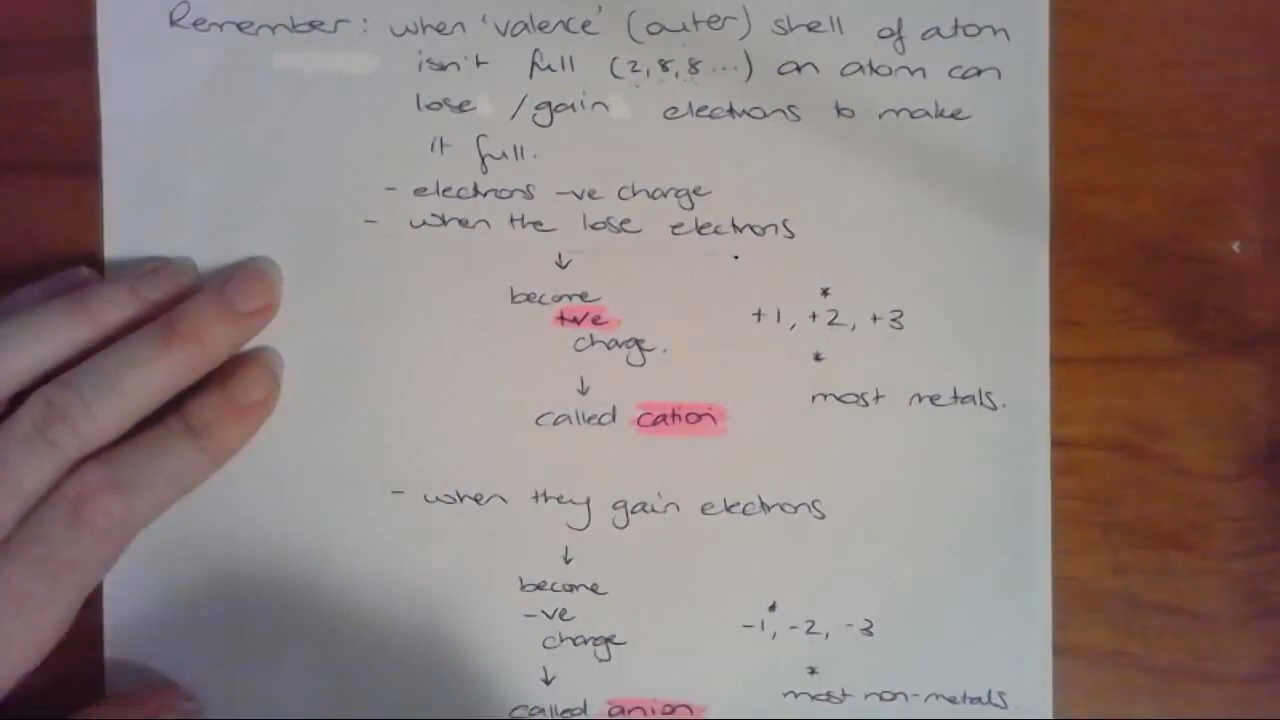 Remember: when 'valence' (outer) shell of atom
isn't full (2,8,8...) an atom can
lose /gain electrons to make
it full.
- electrons -ve charge
- when the lose electrons
↓
become
+ve
charge.
*
+1, +2, +3
*
most metals.
↓
called cation
- when they gain electrons
↓
become
-ve
charge
*
-1, -2, -3
*
most non-metals
↓
called anion